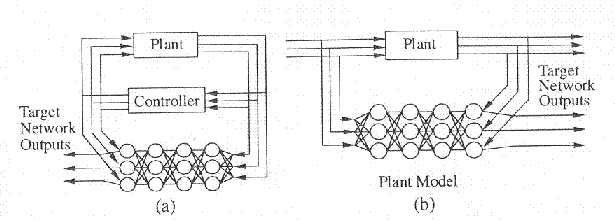 Plant
Controller
Target
Network
Outputs
(a)
Plant
Target
Network
Outputs
Plant Model
(b)